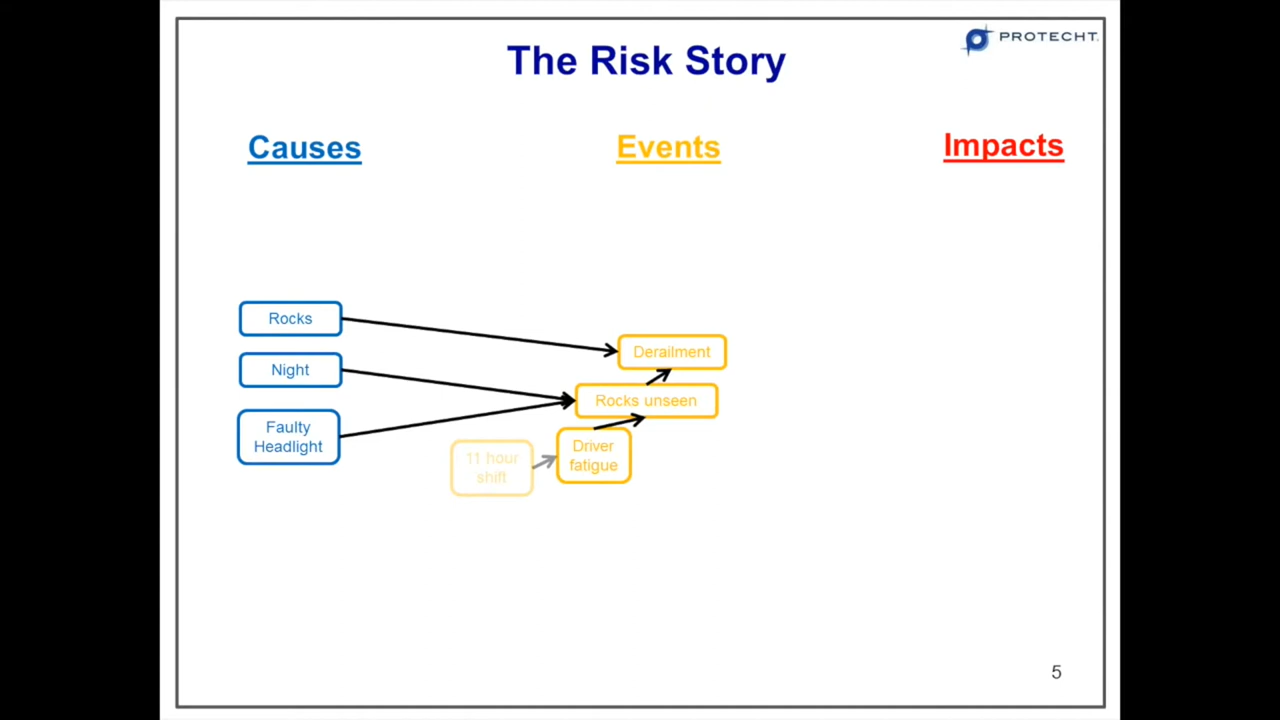 PROTECHT
The Risk Story
Causes
Events
Impacts
Rocks
Derailment
Night
Rocks unseen
Faulty
Headlight
Driver
fatigue
11 hour
shift
5